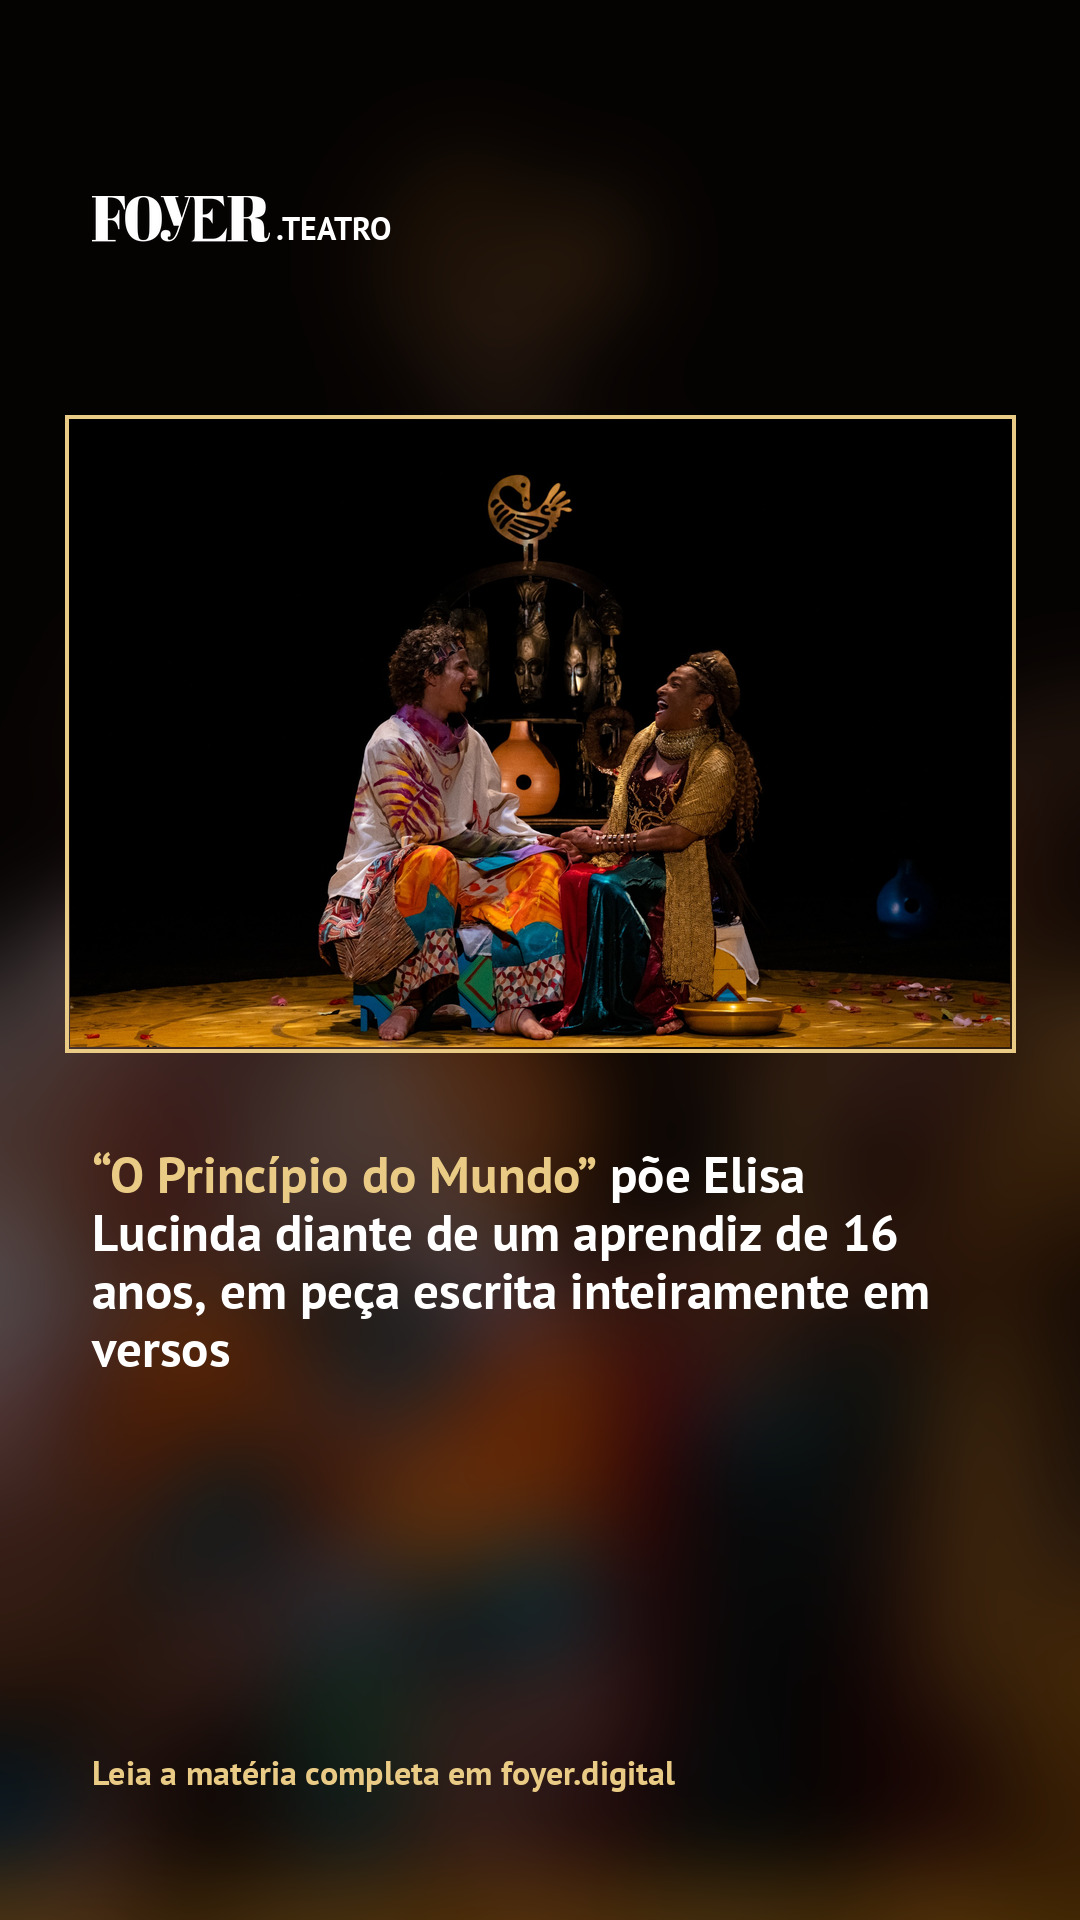 FOYER .TEATRO
“O Princípio do Mundo” põe Elisa
Lucinda diante de um aprendiz de 16
anos, em peça escrita inteiramente em
versos
Leia a matéria completa em foyer.digital